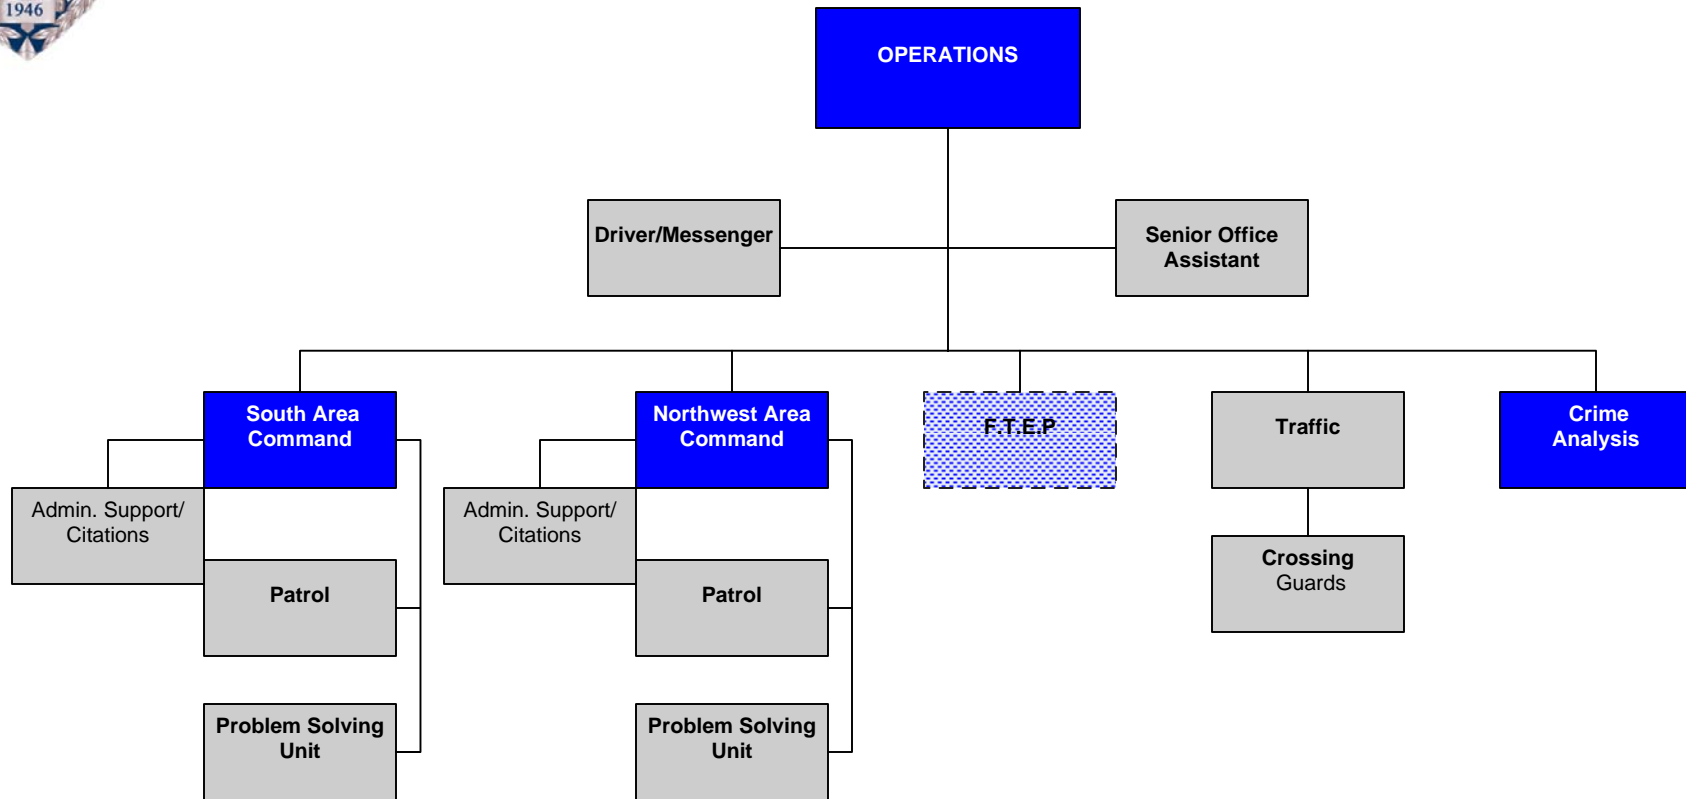 1946
OPERATIONS
Driver/Messenger
Senior Office
Assistant
South Area
Command
Northwest Area
Command
F.T.E.P
Traffic
Crime
Analysis
Admin. Support/
Citations
Admin. Support/
Citations
Patrol
Patrol
Crossing
Guards
Problem Solving
Unit
Problem Solving
Unit